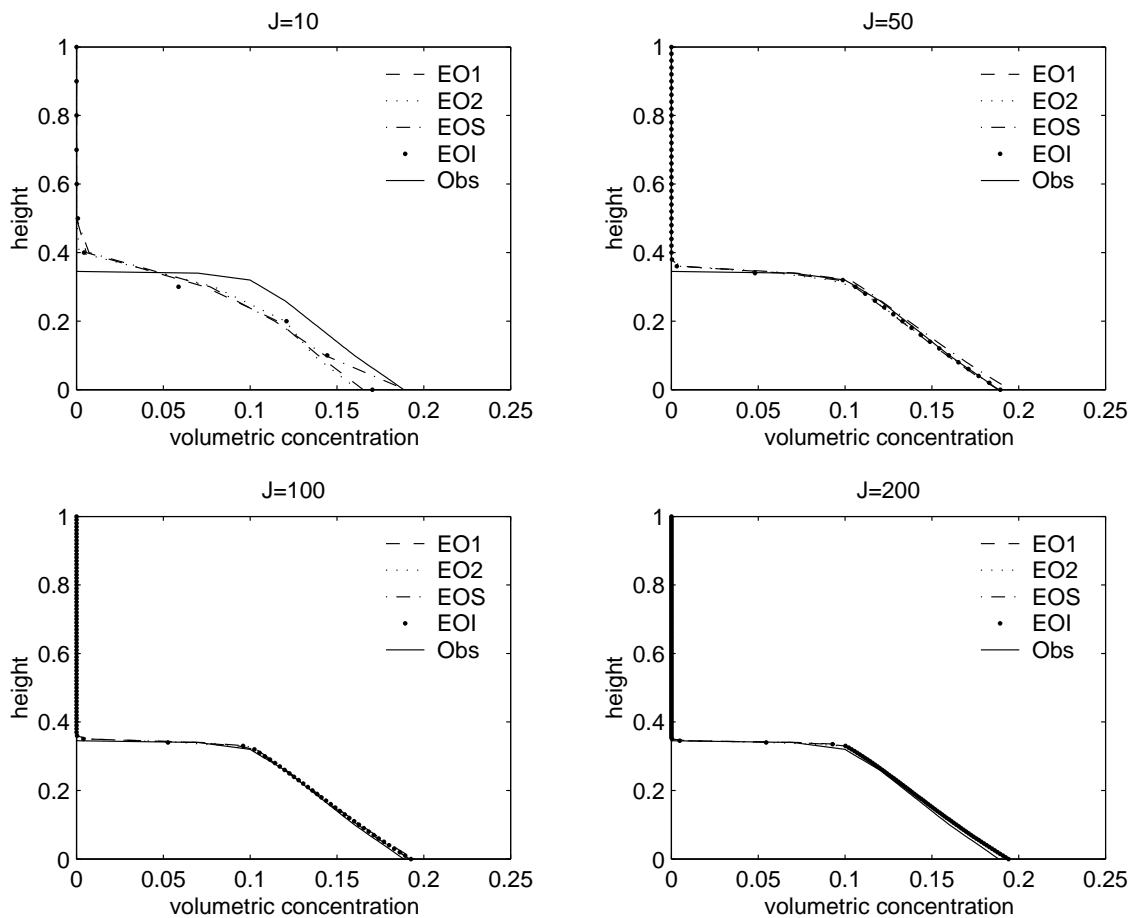 J=10
1
0.8
0.6
0.4
0.2
0
height
EO1
EO2
EOS
EOI
Obs
0 0.05 0.1 0.15 0.2 0.25
volumetric concentration
J=50
1
0.8
0.6
0.4
0.2
0
height
EO1
EO2
EOS
EOI
Obs
0 0.05 0.1 0.15 0.2 0.25
volumetric concentration
J=100
1
0.8
0.6
0.4
0.2
0
height
EO1
EO2
EOS
EOI
Obs
0 0.05 0.1 0.15 0.2 0.25
volumetric concentration
J=200
1
0.8
0.6
0.4
0.2
0
height
EO1
EO2
EOS
EOI
Obs
0 0.05 0.1 0.15 0.2 0.25
volumetric concentration